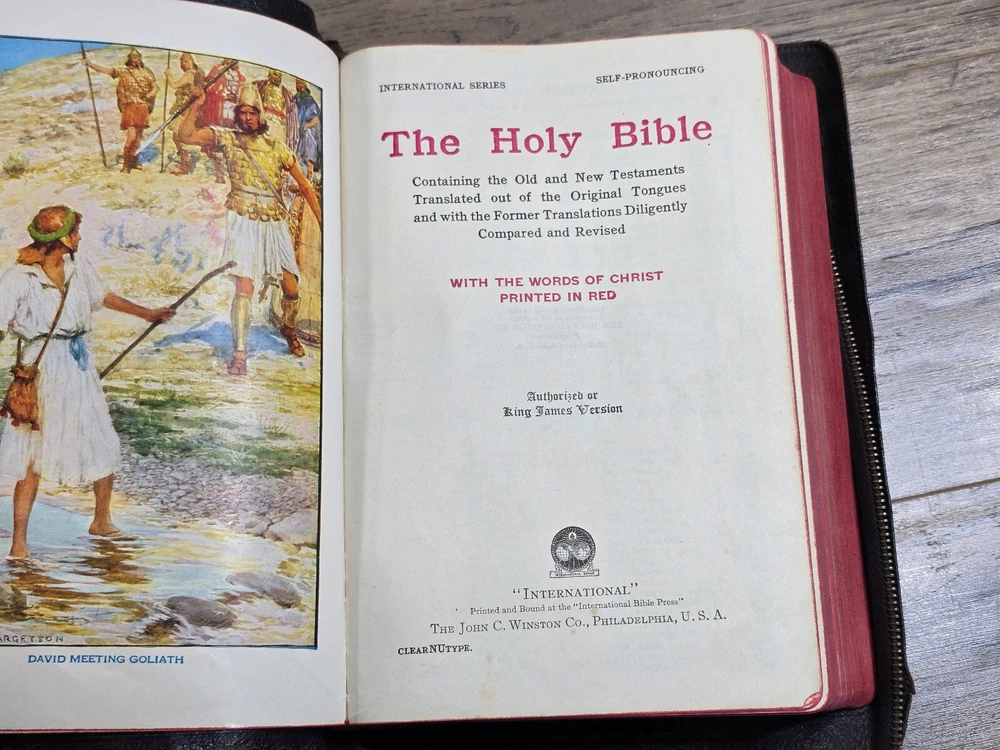 ARGETSON
DAVID MEETING GOLIATH
INTERNATIONAL SERIES
SELF-PRONOUNCING
The Holy Bible
Containing the Old and New Testaments
Translated out of the Original Tongues
and with the Former Translations Diligently
Compared and Revised
WITH THE WORDS OF CHRIST
PRINTED IN RED
Authorized or
King James Version
"INTERNATIONAL"
Printed and Bound at the "International Bible Press"
THE JOHN C. WINSTON CO., PHILADELPHIA, U. S. A.
CLEARNUTYPE.